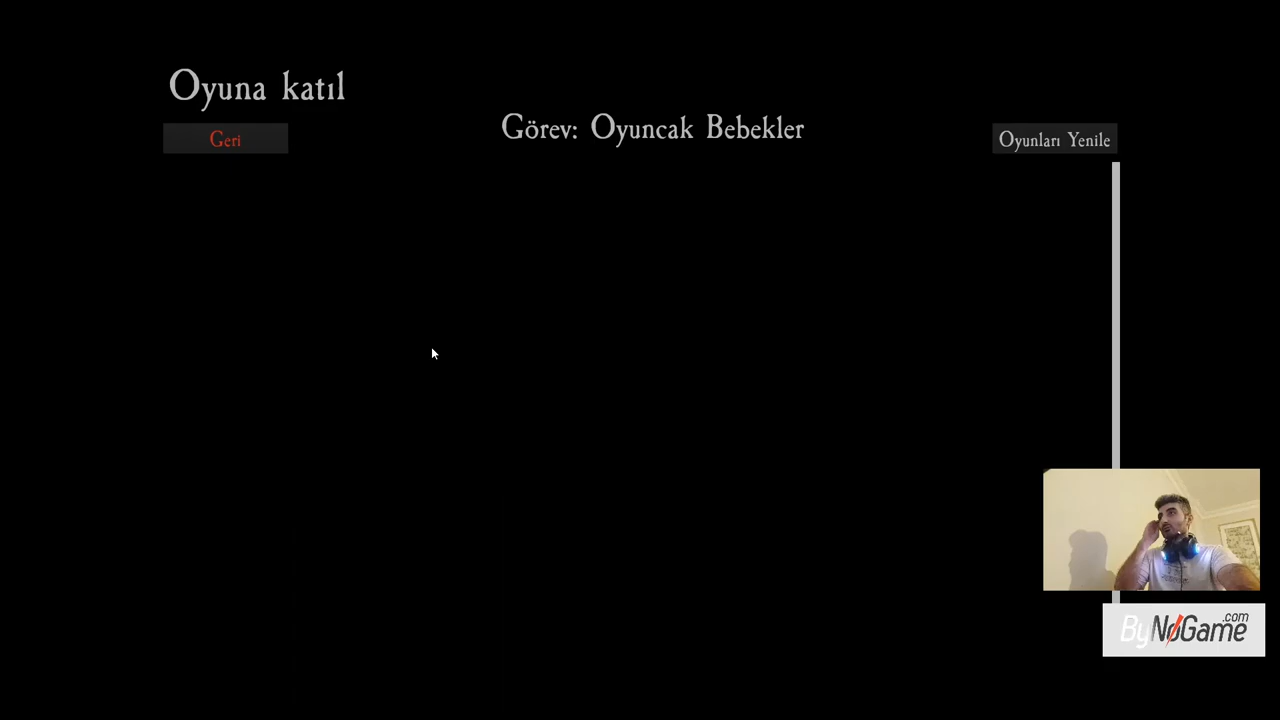 Oyuna katıl
Görev: Oyuncak Bebekler
Geri
Oyunları Yenile
ByNoGame.com